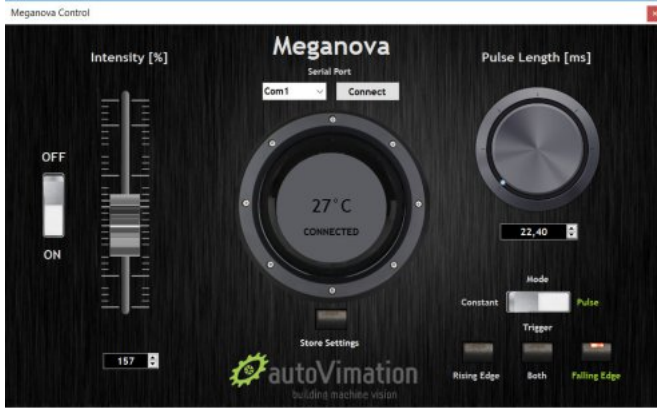 Meganova Control
Intensity [%]
OFF
ON
157
Meganova
Serial Port
Com1
Connect
27°C
CONNECTED
Store Settings
autoVimation
building machine vision
Pulse Length [ms]
22,40
Mode
Constant
Pulse
Trigger
Rising Edge
Both
Falling Edge